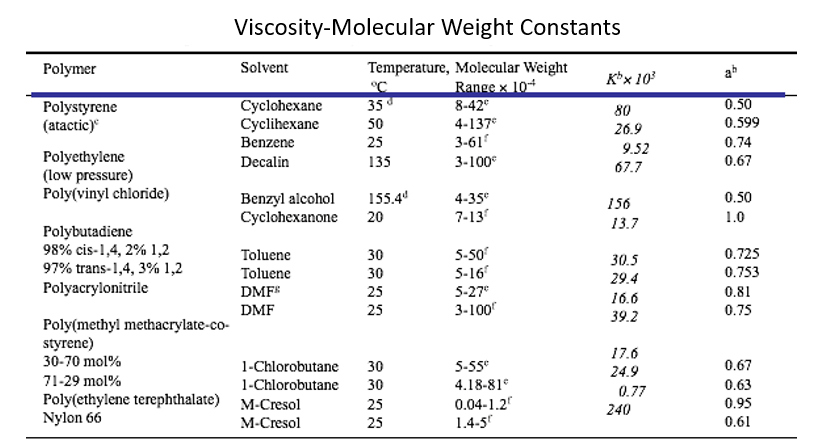 Viscosity-Molecular Weight Constants
Polymer Solvent Temperature, Molecular Weight K^b x 10^3 a^b
°C Range x 10^-4
Polystyrene Cyclohexane 35^d 8-42^e 80 0.50
(atactic)^c Cyclihexane 50 4-137^e 26.9 0.599
Benzene 25 3-61^f 9.52 0.74
Polyethylene Decalin 135 3-100^e 67.7 0.67
(low pressure)
Poly(vinyl chloride) Benzyl alcohol 155.4^d 4-35^e 156 0.50
Cyclohexanone 20 7-13^f 13.7 1.0
Polybutadiene
98% cis-1,4, 2% 1,2 Toluene 30 5-50^f 30.5 0.725
97% trans-1,4, 3% 1,2 Toluene 30 5-16^f 29.4 0.753
Polyacrylonitrile DMF^g 25 5-27^e 16.6 0.81
DMF 25 3-100^f 39.2 0.75
Poly(methyl methacrylate-co-
styrene)
30-70 mol% 1-Chlorobutane 30 5-55^e 17.6 0.67
71-29 mol% 1-Chlorobutane 30 4.18-81^e 24.9 0.63
Poly(ethylene terephthalate) M-Cresol 25 0.04-1.2^f 0.77 0.95
Nylon 66 M-Cresol 25 1.4-5^f 240 0.61